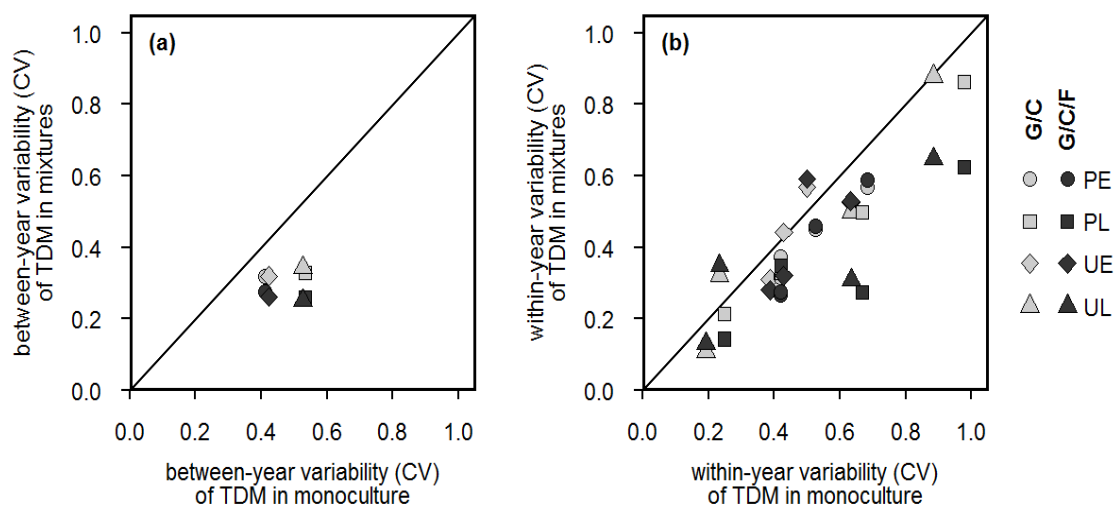 between-year variability (CV)
of TDM in mixtures
(a)
1.0
0.8
0.6
0.4
0.2
0.0
0.0 0.2 0.4 0.6 0.8 1.0
between-year variability (CV)
of TDM in monoculture
within-year variability (CV)
of TDM in mixtures
(b)
1.0
0.8
0.6
0.4
0.2
0.0
0.0 0.2 0.4 0.6 0.8 1.0
within-year variability (CV)
of TDM in monoculture
G/C
G/C/F
PE
PL
UE
UL